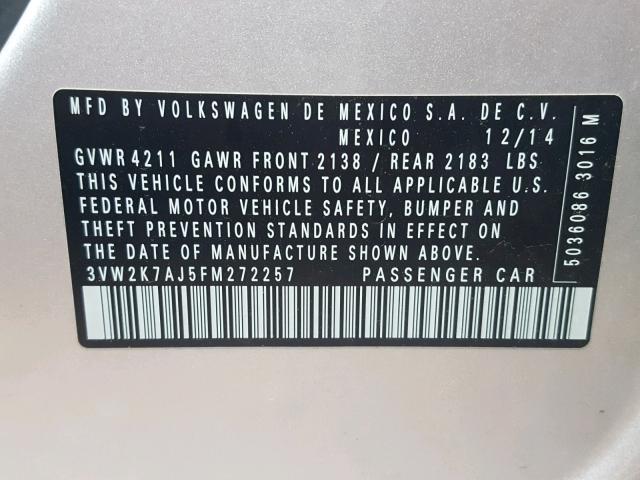 MFD BY VOLKSWAGEN DE MEXICO S.A. DE C.V.
MEXICO 12/14
GVWR 4211 GAWR FRONT 2138 / REAR 2183 LBS
THIS VEHICLE CONFORMS TO ALL APPLICABLE U.S.
FEDERAL MOTOR VEHICLE SAFETY, BUMPER AND
THEFT PREVENTION STANDARDS IN EFFECT ON
THE DATE OF MANUFACTURE SHOWN ABOVE.
3VW2K7AJ5FM272257 PASSENGER CAR
5036086 3016 M